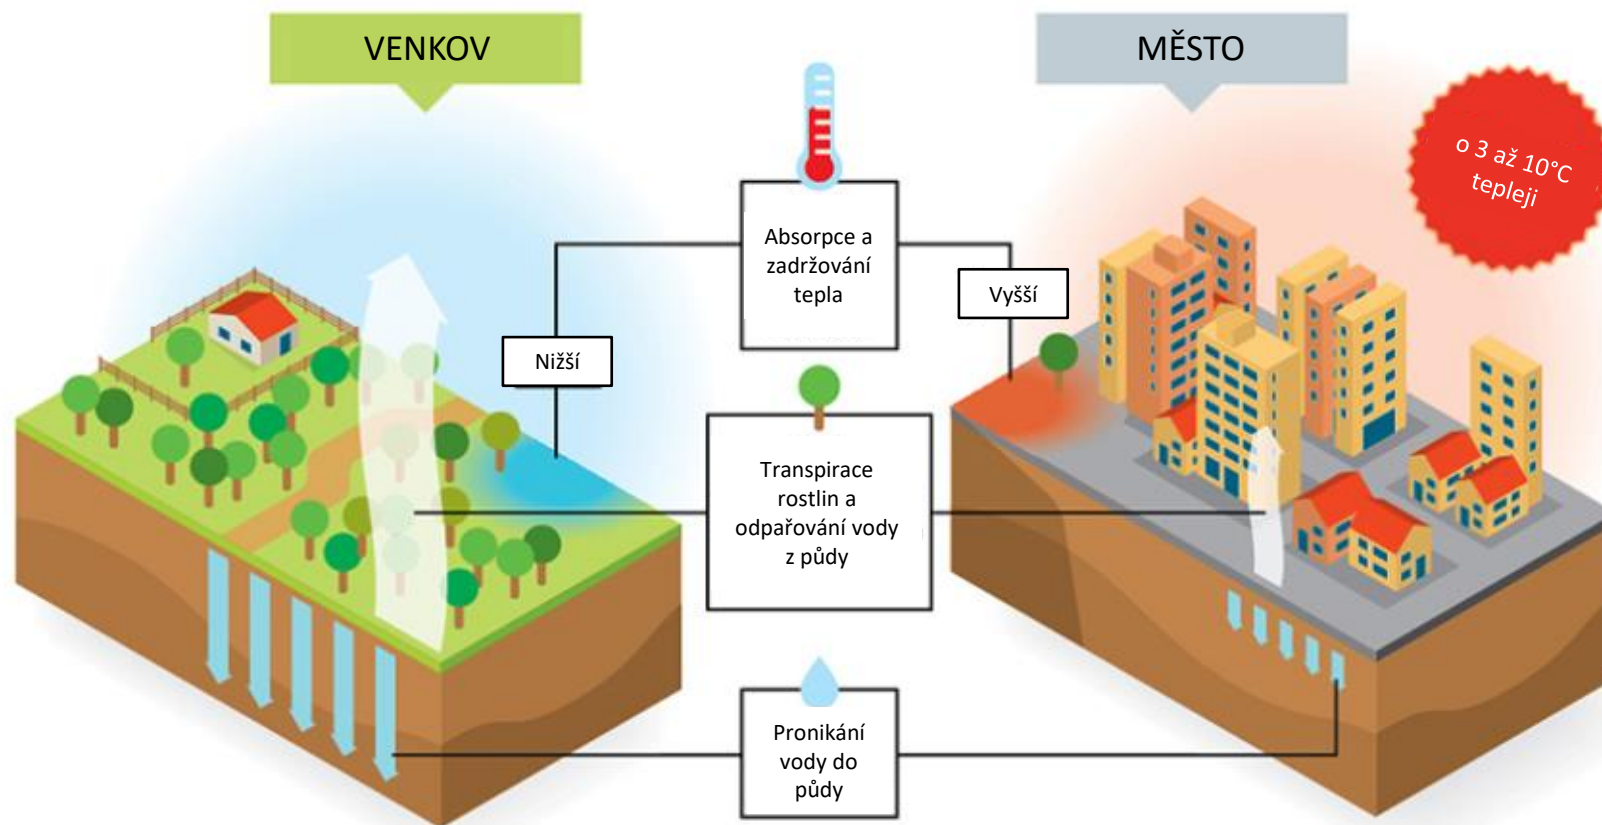 VENKOV
MĚSTO
o 3 až 10°C
tepleji
Absorpce a
zadržování
tepla
Nižší
Vyšší
Transpirace
rostlin a
odpařování vody
z půdy
Pronikání
vody do
půdy